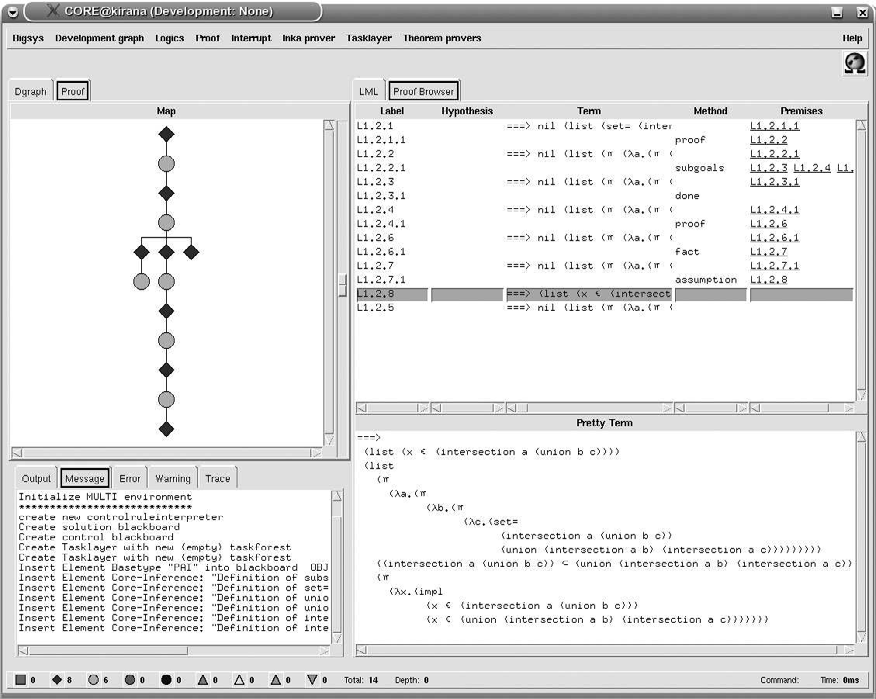 CORE@kirana (Development: None)
Digsys Development graph Logics Proof Interrupt Inka prover Tasklayer Theorem provers Help
Dgraph Proof
LML Proof Browser
Map
Label Hypothesis Term Method Premises
L1.2.1 ===> nil (list (set= (inter L1.2.1.1
L1.2.1.1 proof L1.2.2
L1.2.2 ===> nil (list (π (λa.(π ( L1.2.2.1
L1.2.2.1 subgoals L1.2.3 L1.2.4 L1.
L1.2.3 ===> nil (list (π (λa.(π ( L1.2.3.1
L1.2.3.1 done
L1.2.4 ===> nil (list (π (λa.(π ( L1.2.4.1
L1.2.4.1 proof L1.2.6
L1.2.6 ===> nil (list (π (λa.(π ( L1.2.6.1
L1.2.6.1 fact L1.2.7
L1.2.7 ===> nil (list (π (λa.(π ( L1.2.7.1
L1.2.7.1 assumption L1.2.8
L1.2.8 ===> (list (x ∈ (intersect
L1.2.5 ===> nil (list (π (λa.(π (
Pretty Term
===>
(list (x ∈ (intersection a (union b c))))
(list
(π
(λa.(π
(λb.(π
(λc.(set=
(intersection a (union b c))
(union (intersection a b) (intersection a c)))))))))
((intersection a (union b c)) ⊆ (union (intersection a b) (intersection a c))
(π
(λx.(impl
(x ∈ (intersection a (union b c)))
(x ∈ (union (intersection a b) (intersection a c)))))))
Output Message Error Warning Trace
Initialize MULTI environment
****************************
create new controlruleinterpreter
Create solution blackboard
Create control blackboard
Create Tasklayer with new (empty) taskforest
Create Tasklayer with new (empty) taskforest
Insert Element Basetype "PAI" into blackboard OBJ
Insert Element Core-Inference: "Definition of subs
Insert Element Core-Inference: "Definition of set=
Insert Element Core-Inference: "Definition of unio
Insert Element Core-Inference: "Definition of unio
Insert Element Core-Inference: "Definition of inte
Insert Element Core-Inference: "Definition of inte
0 8 6 0 0 0 0 0 0 Total: 14 Depth: 0 Command: Time: 0ms